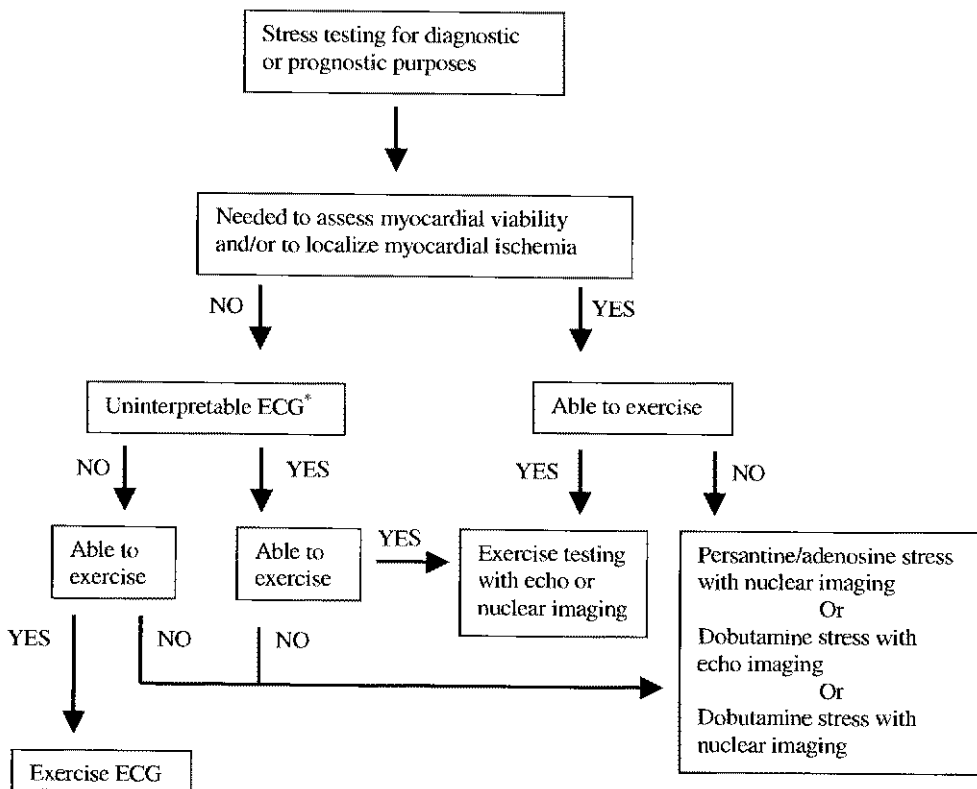 Stress testing for diagnostic
or prognostic purposes
Needed to assess myocardial viability
and/or to localize myocardial ischemia
NO
YES
Uninterpretable ECG*
Able to exercise
NO
YES
YES
NO
Able to
exercise
Able to
exercise
YES
Exercise testing
with echo or
nuclear imaging
Persantine/adenosine stress
with nuclear imaging
Or
Dobutamine stress with
echo imaging
Or
Dobutamine stress with
nuclear imaging
YES
NO
NO
Exercise ECG